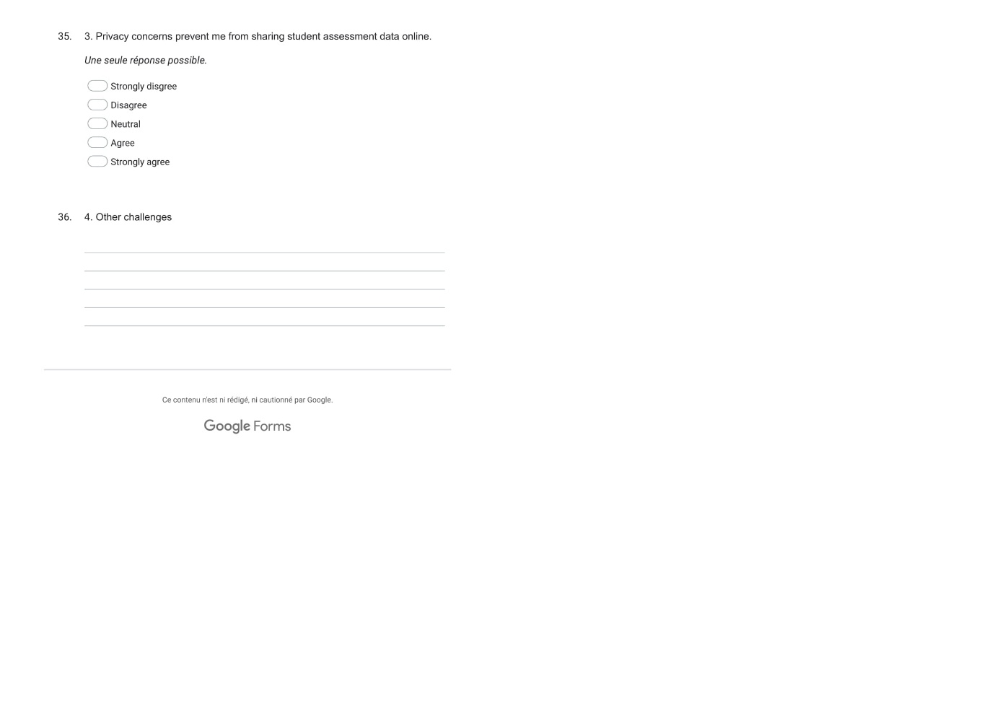 35. 3. Privacy concerns prevent me from sharing student assessment data online.
Une seule réponse possible.
Strongly disgree
Disagree
Neutral
Agree
Strongly agree
36. 4. Other challenges
Ce contenu n'est ni rédigé, ni cautionné par Google.
Google Forms